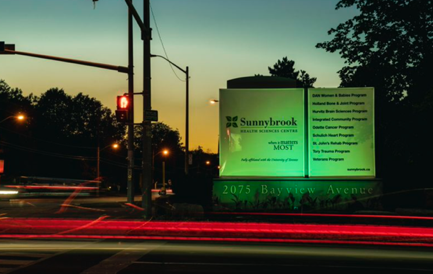 Sunnybrook
HEALTH SCIENCES CENTRE
when it MATTERS
MOST
Fully affiliated with the University of Toronto
DAN Women & Babies Program
Holland Bone & Joint Program
Hurvitz Brain Sciences Program
Integrated Community Program
Odette Cancer Program
Schulich Heart Program
St. John's Rehab Program
Tory Trauma Program
Veterans Program
sunnybrook.ca
2075 Bayview Avenue